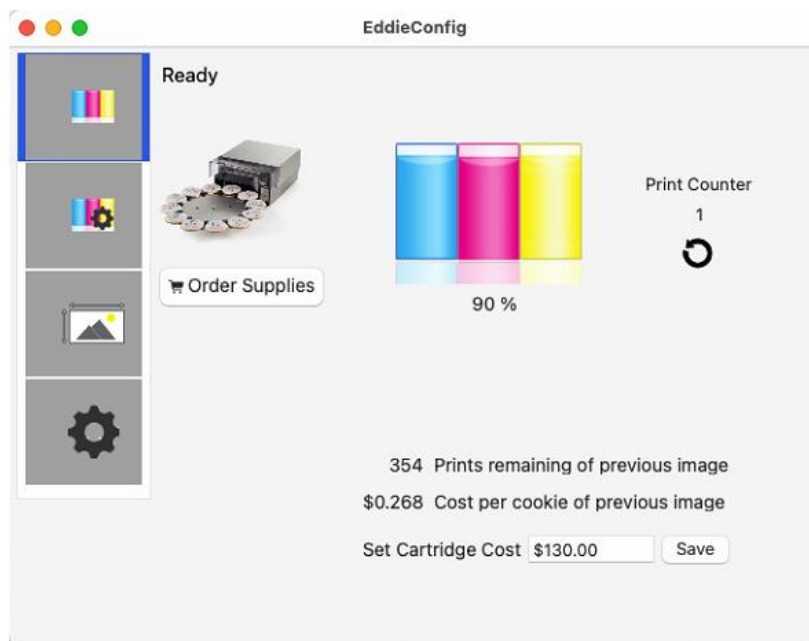 EddieConfig
Ready
Order Supplies
90 %
Print Counter
1
354 Prints remaining of previous image
$0.268 Cost per cookie of previous image
Set Cartridge Cost $130.00 Save